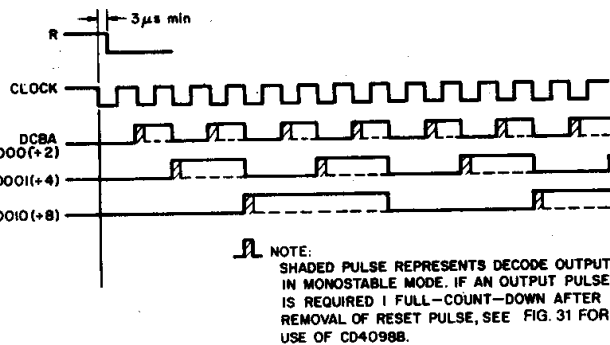 3µs min
R
CLOCK
DCBA
000(÷2)
0001(÷4)
0010(÷8)
NOTE:
SHADED PULSE REPRESENTS DECODE OUTPUT
IN MONOSTABLE MODE. IF AN OUTPUT PULSE
IS REQUIRED 1 FULL-COUNT-DOWN AFTER
REMOVAL OF RESET PULSE, SEE FIG. 31 FOR
USE OF CD4098B.